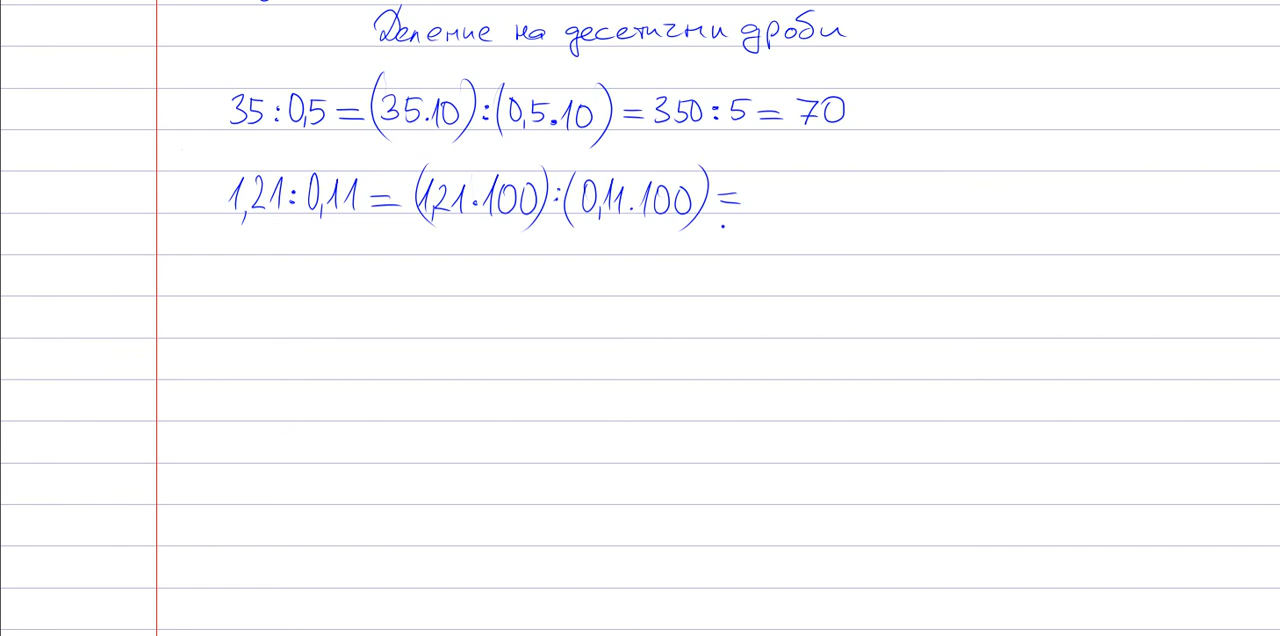 Деление на десетични дроби
35 : 0,5 = (35.10) : (0,5.10) = 350 : 5 = 70
1,21 : 0,11 = (1,21.100) : (0,11.100) =